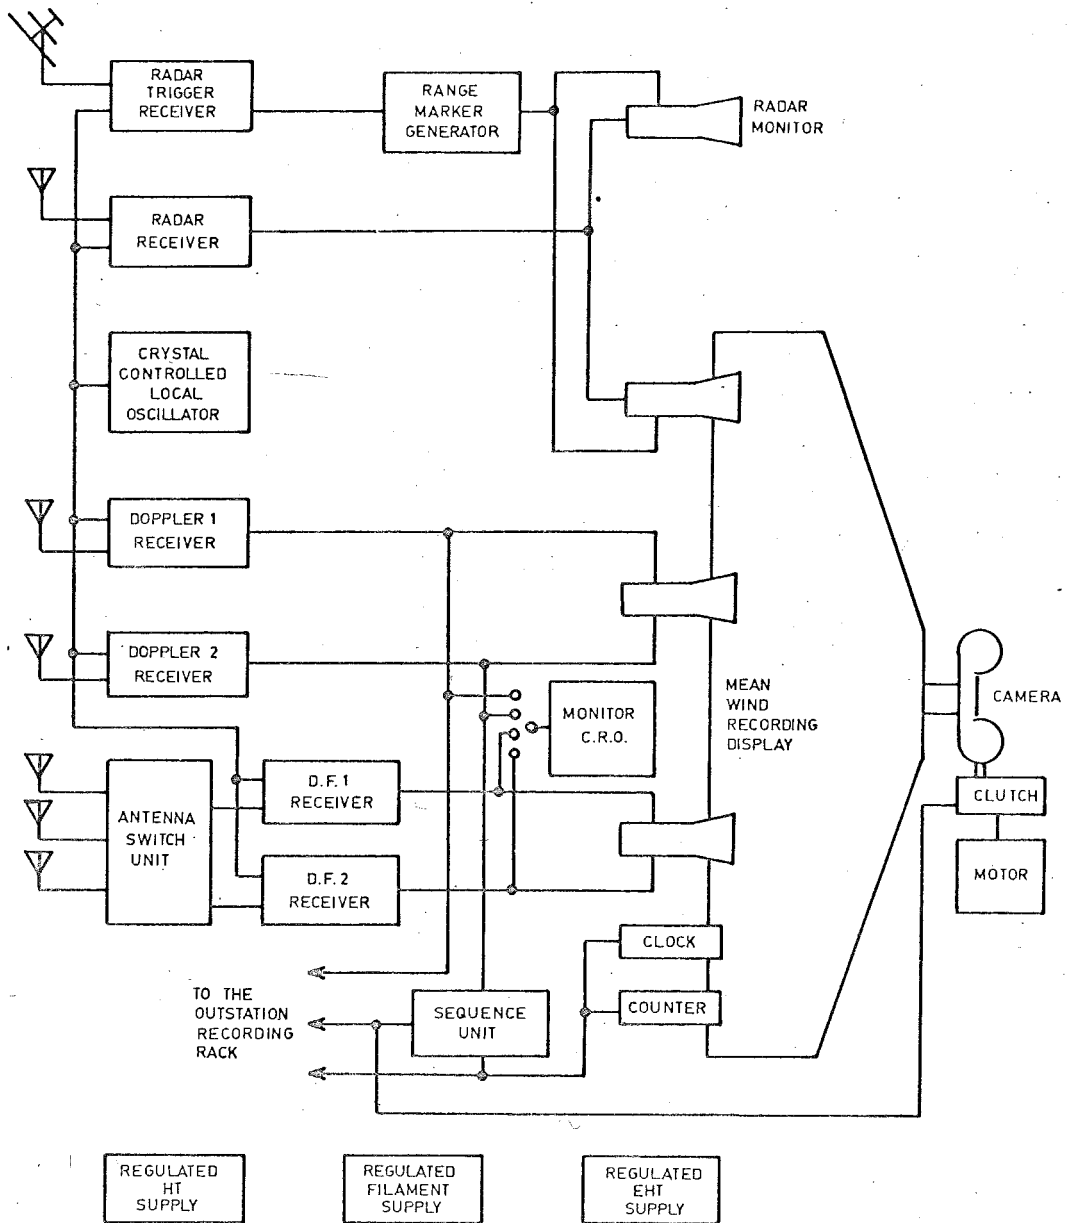 RADAR
TRIGGER
RECEIVER
RANGE
MARKER
GENERATOR
RADAR
MONITOR
RADAR
RECEIVER
CRYSTAL
CONTROLLED
LOCAL
OSCILLATOR
DOPPLER 1
RECEIVER
DOPPLER 2
RECEIVER
MONITOR
C.R.O.
MEAN
WIND
RECORDING
DISPLAY
CAMERA
CLUTCH
MOTOR
ANTENNA
SWITCH
UNIT
D.F.1
RECEIVER
D.F.2
RECEIVER
CLOCK
COUNTER
TO THE
OUTSTATION
RECORDING
RACK
SEQUENCE
UNIT
REGULATED
HT
SUPPLY
REGULATED
FILAMENT
SUPPLY
REGULATED
EHT
SUPPLY